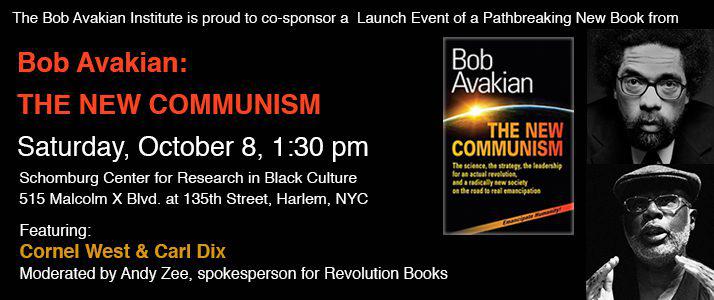 The Bob Avakian Institute is proud to co-sponsor a Launch Event of a Pathbreaking New Book from
Bob Avakian:
THE NEW COMMUNISM
Saturday, October 8, 1:30 pm
Schomburg Center for Research in Black Culture
515 Malcolm X Blvd. at 135th Street, Harlem, NYC
Featuring:
Cornel West & Carl Dix
Moderated by Andy Zee, spokesperson for Revolution Books
Bob
Avakian
THE NEW
COMMUNISM
The science, the strategy, the leadership
for an actual revolution,
and a radically new society
on the road to real emancipation
Emancipate Humanity!